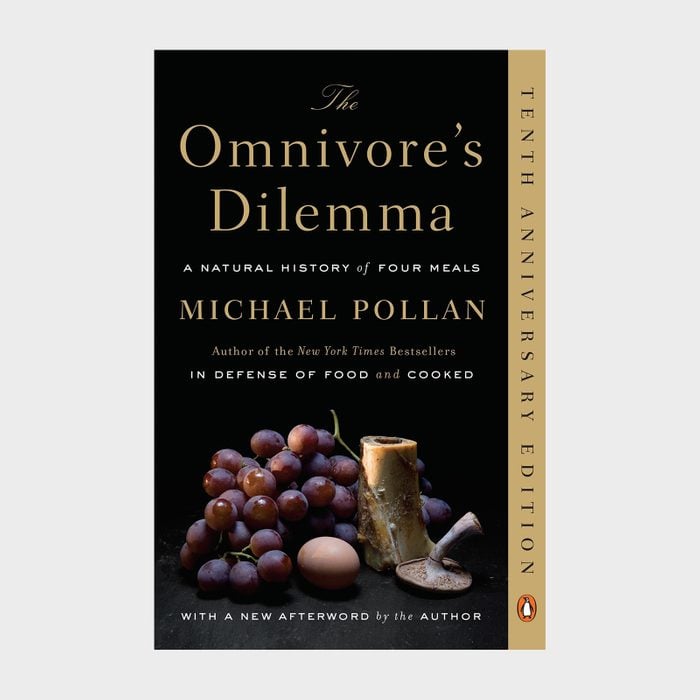 The
Omnivore's
Dilemma
A NATURAL HISTORY of FOUR MEALS
MICHAEL POLLAN
Author of the New York Times Bestsellers
IN DEFENSE OF FOOD and COOKED
WITH A NEW AFTERWORD by the AUTHOR
TENTH ANNIVERSARY EDITION